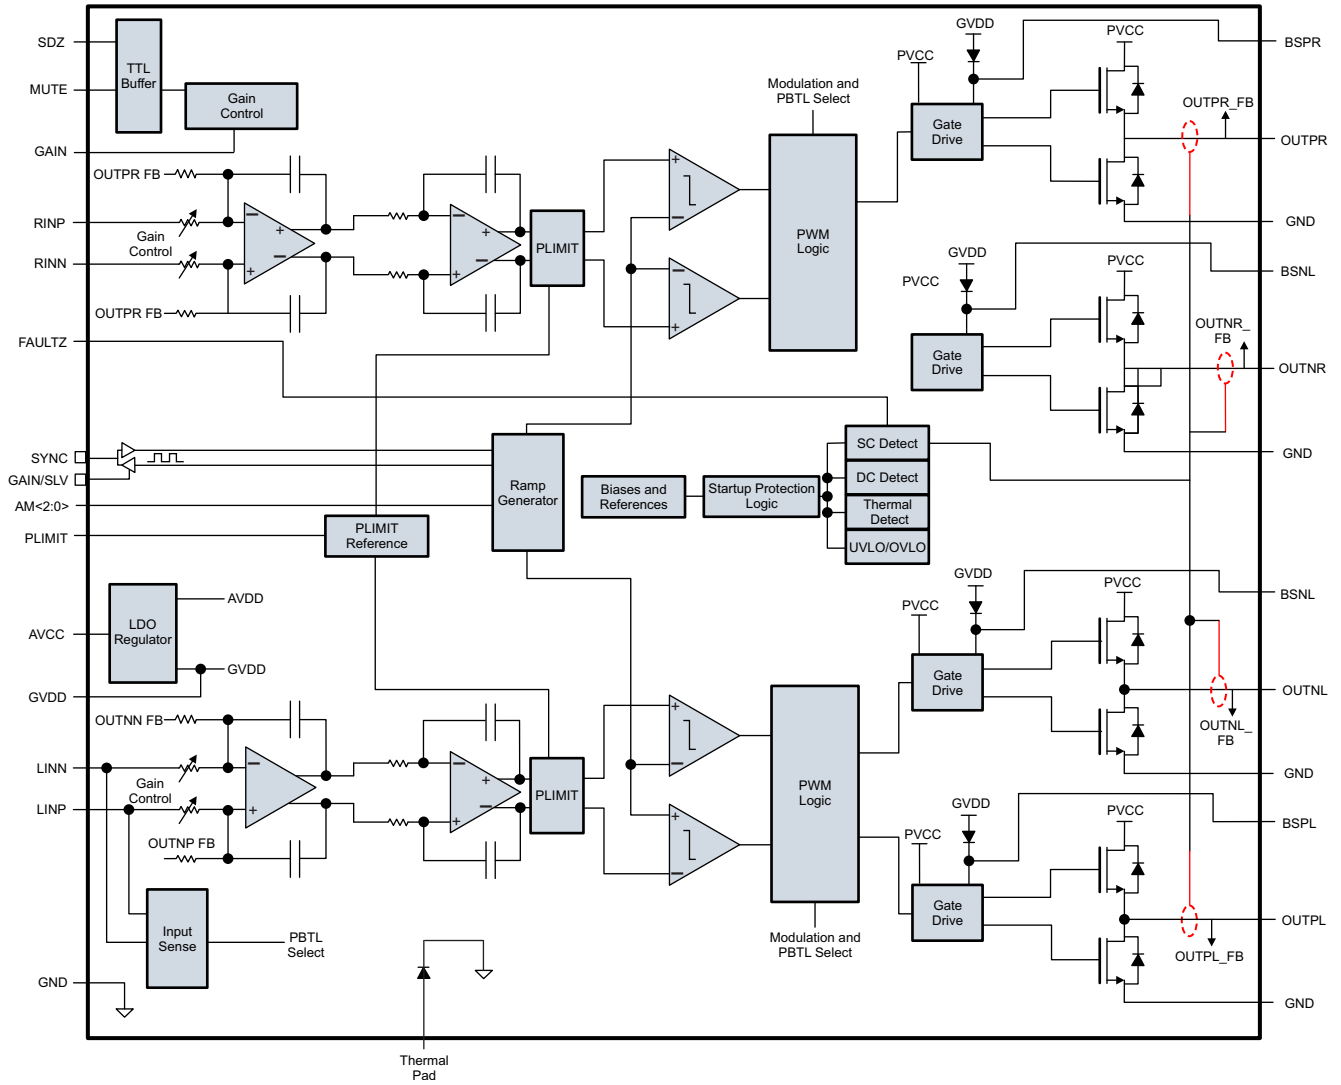 SDZ
MUTE
GAIN
TTL
Buffer
Gain
Control
OUTPR FB
RINP
Gain
Control
RINN
OUTPR FB
FAULTZ
PLIMIT
Modulation and
PBTL Select
PWM
Logic
GVDD
PVCC
Gate
Drive
PVCC
OUTPR_FB
BSPR
OUTPR
GND
GVDD
PVCC
Gate
Drive
PVCC
OUTNR_
FB
BSNL
OUTNR
GND
SYNC
GAIN/SLV
AM<2:0>
PLIMIT
PLIMIT
Reference
Ramp
Generator
Biases and
References
Startup Protection
Logic
SC Detect
DC Detect
Thermal
Detect
UVLO/OVLO
AVCC
LDO
Regulator
AVDD
GVDD
GVDD
OUTNN FB
LINN
Gain
Control
LINP
OUTNP FB
PLIMIT
PWM
Logic
Modulation and
PBTL Select
GVDD
PVCC
Gate
Drive
PVCC
BSNL
OUTNL
OUTNL_
FB
GND
GVDD
PVCC
Gate
Drive
PVCC
BSPL
OUTPL
OUTPL_FB
GND
Input
Sense
PBTL
Select
GND
Thermal
Pad
+
−
+
−
+
−
+
−
+
−
−
+
−
+
+
−
−
+
−
+
+
−
+
−